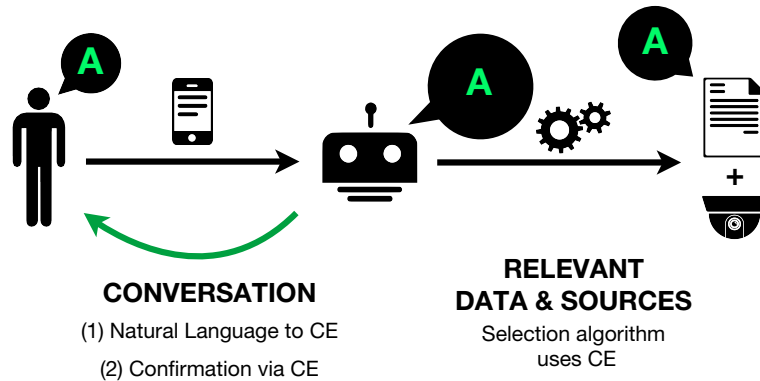 A
A
A
+
CONVERSATION
(1) Natural Language to CE
(2) Confirmation via CE
RELEVANT
DATA & SOURCES
Selection algorithm
uses CE